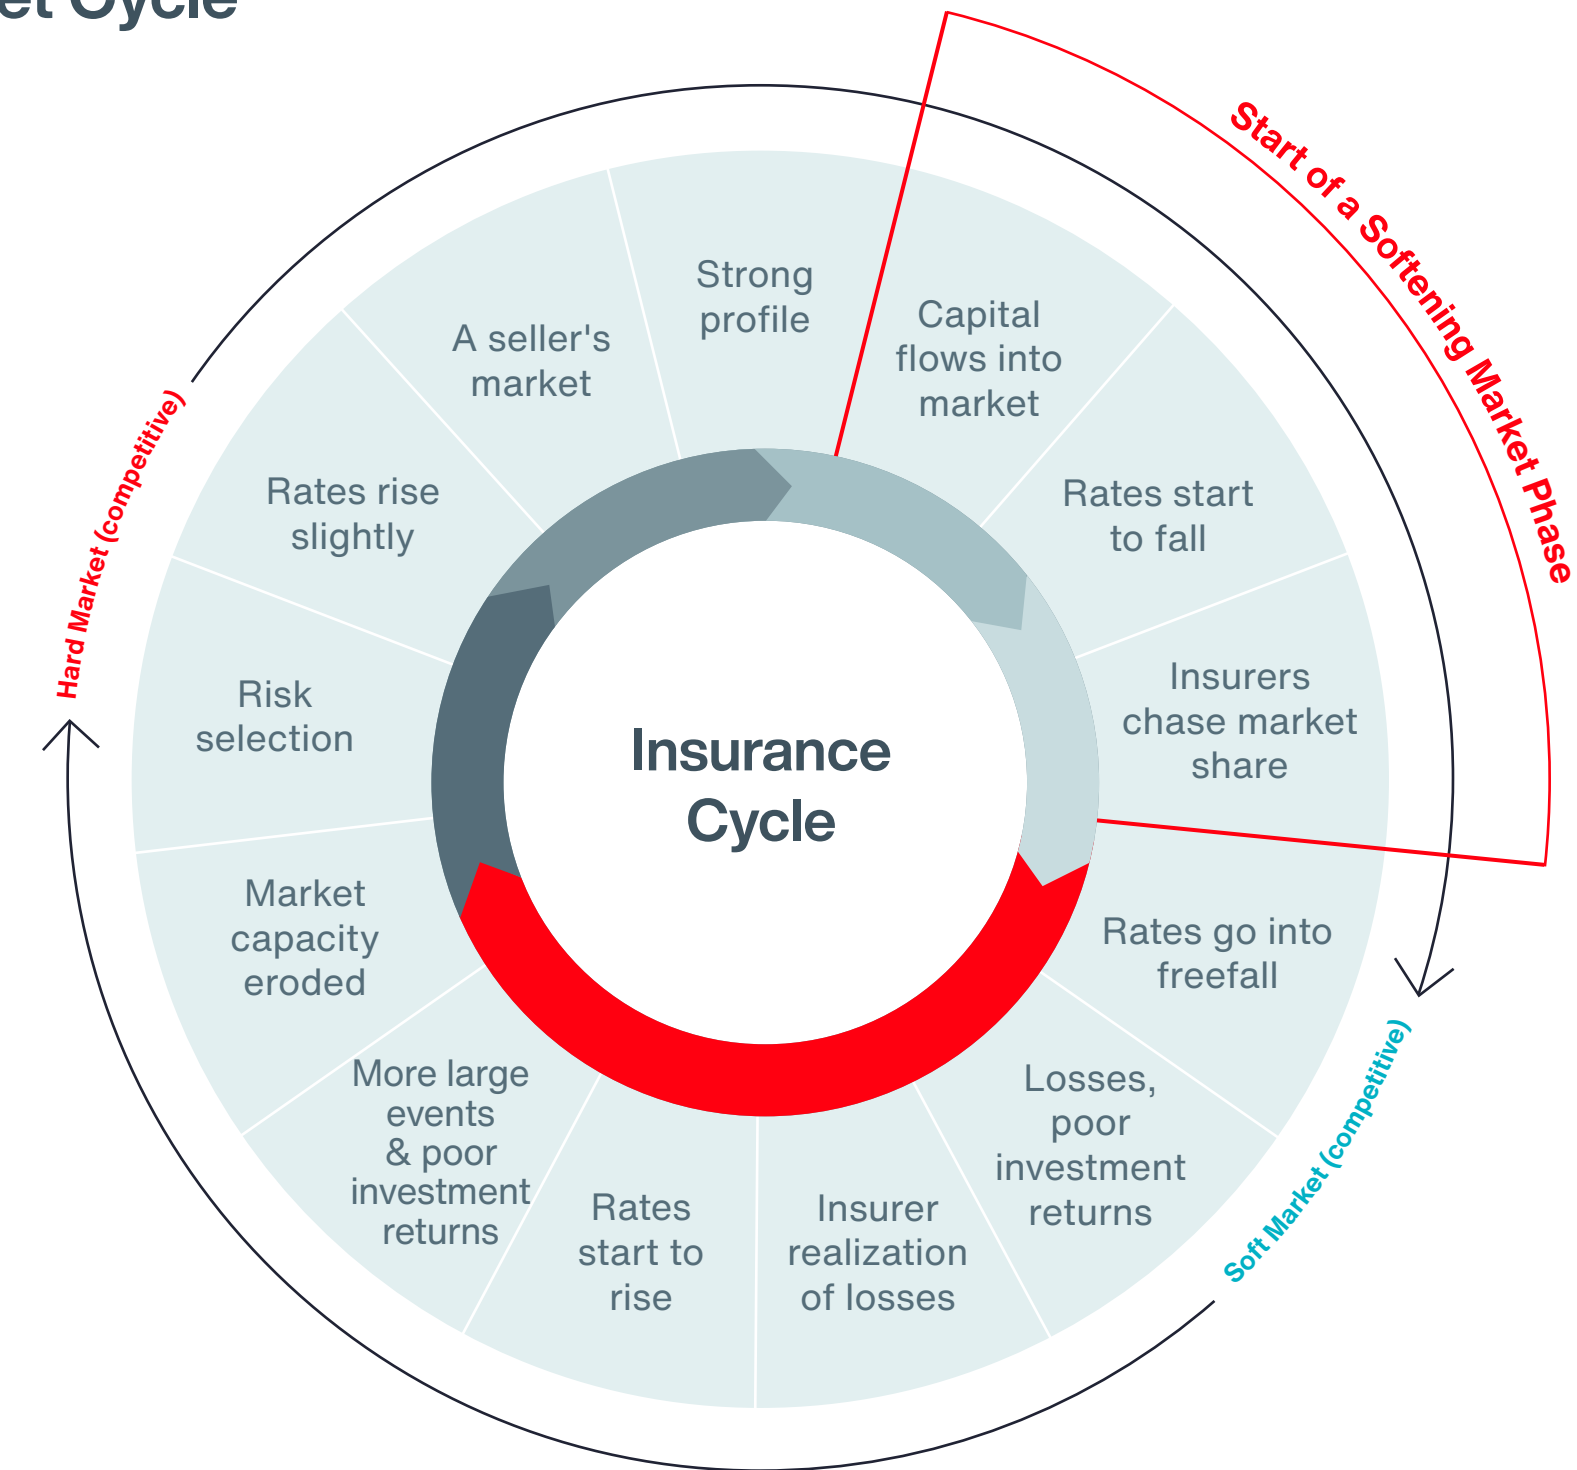 Cycle
Start of a Softening Market Phase
Hard Market (competitive)
Soft Market (competitive)
Strong
profile
Capital
flows into
market
Rates start
to fall
Insurers
chase market
share
Rates go into
freefall
Losses,
poor
investment
returns
Insurer
realization
of losses
Rates
start to
rise
More large
events
& poor
investment
returns
Market
capacity
eroded
Risk
selection
Rates rise
slightly
A seller's
market
Insurance
Cycle